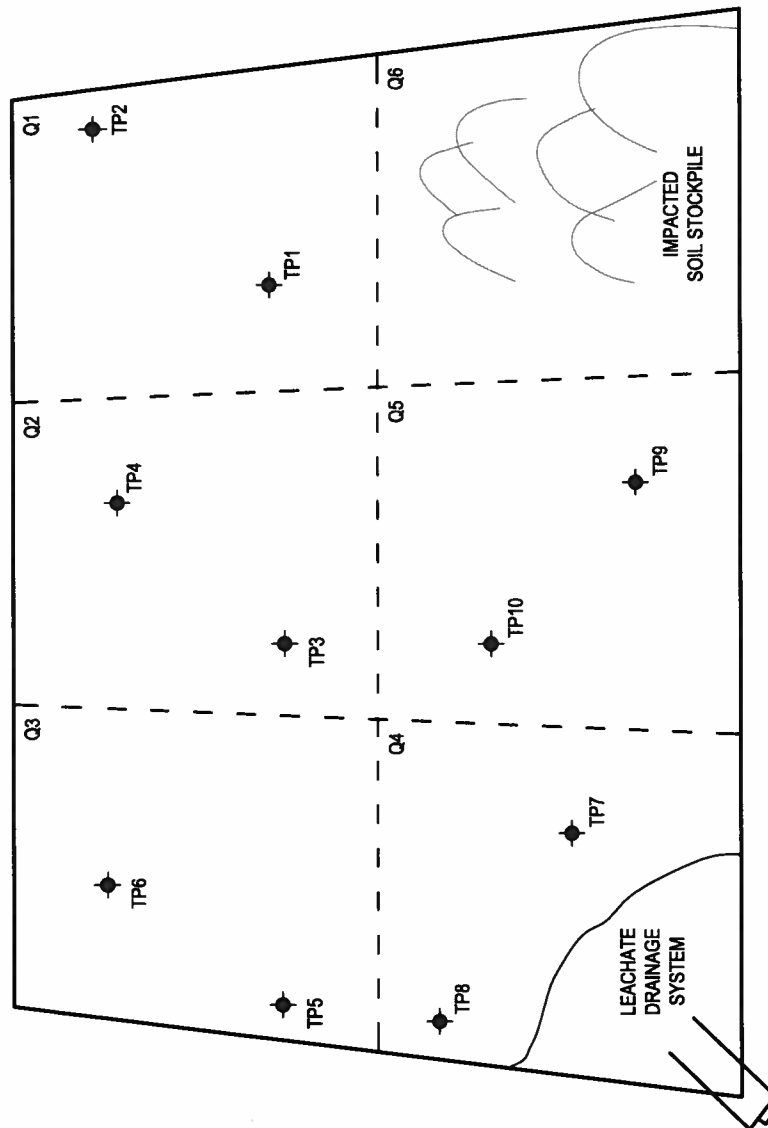 Q3
Q2
Q1
TP6
TP4
TP2
TP5
TP3
TP1
Q4
Q5
Q6
TP8
TP10
TP7
TP9
LEACHATE
DRAINAGE
SYSTEM
IMPACTED
SOIL STOCKPILE